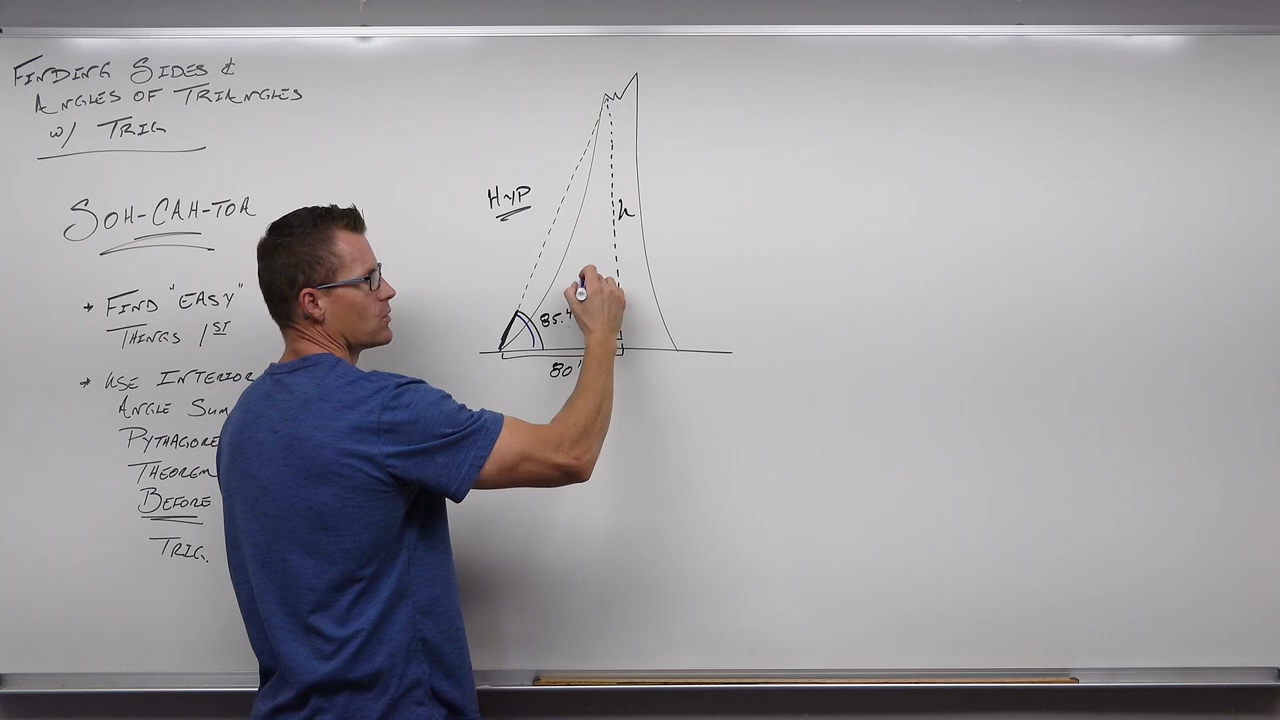 FINDING SIDES &
ANGLES OF TRIANGLES
w/ TRIG
SOH-CAH-TOA
* FIND "EASY"
THINGS 1ST
* USE INTERIOR
ANGLE SUM
PYTHAGORE
THEOREM
BEFORE
TRIG.
HYP
h
85.4
80'